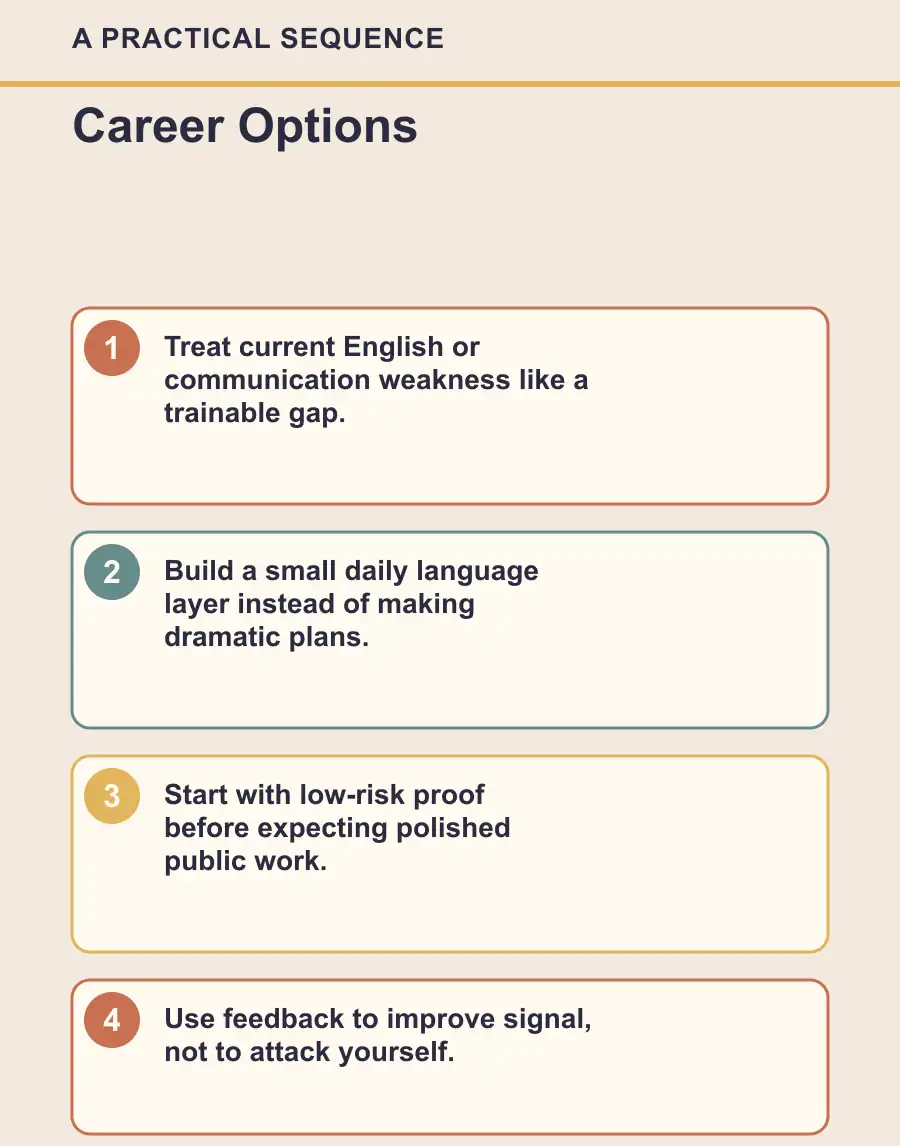 A PRACTICAL SEQUENCE
Career Options
1
Treat current English or
communication weakness like a
trainable gap.
2
Build a small daily language
layer instead of making
dramatic plans.
3
Start with low-risk proof
before expecting polished
public work.
4
Use feedback to improve signal,
not to attack yourself.